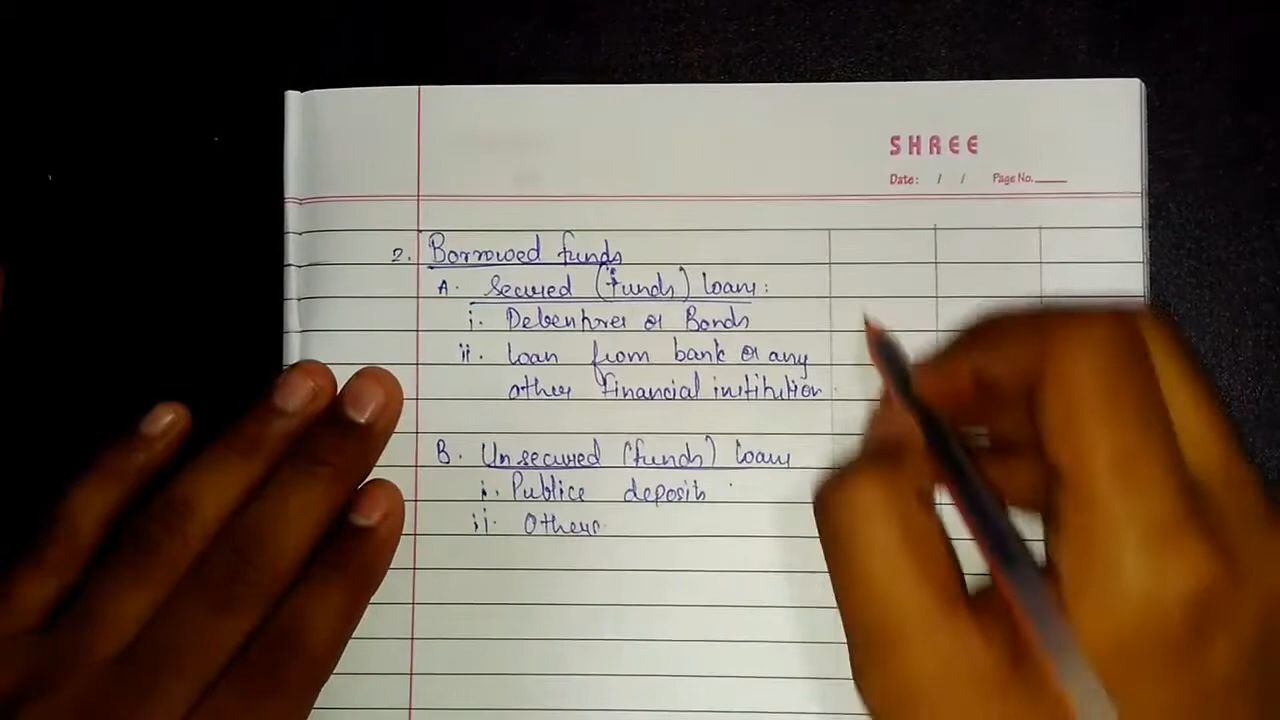 SHREE
Date: / / Page No.
2. Borrowed funds
A. Secured (funds) loans:
i. Debentures or Bonds
ii. loan from bank or any
other financial institution.
B. Unsecured (funds) loans
i. Publice deposits
ii. Others